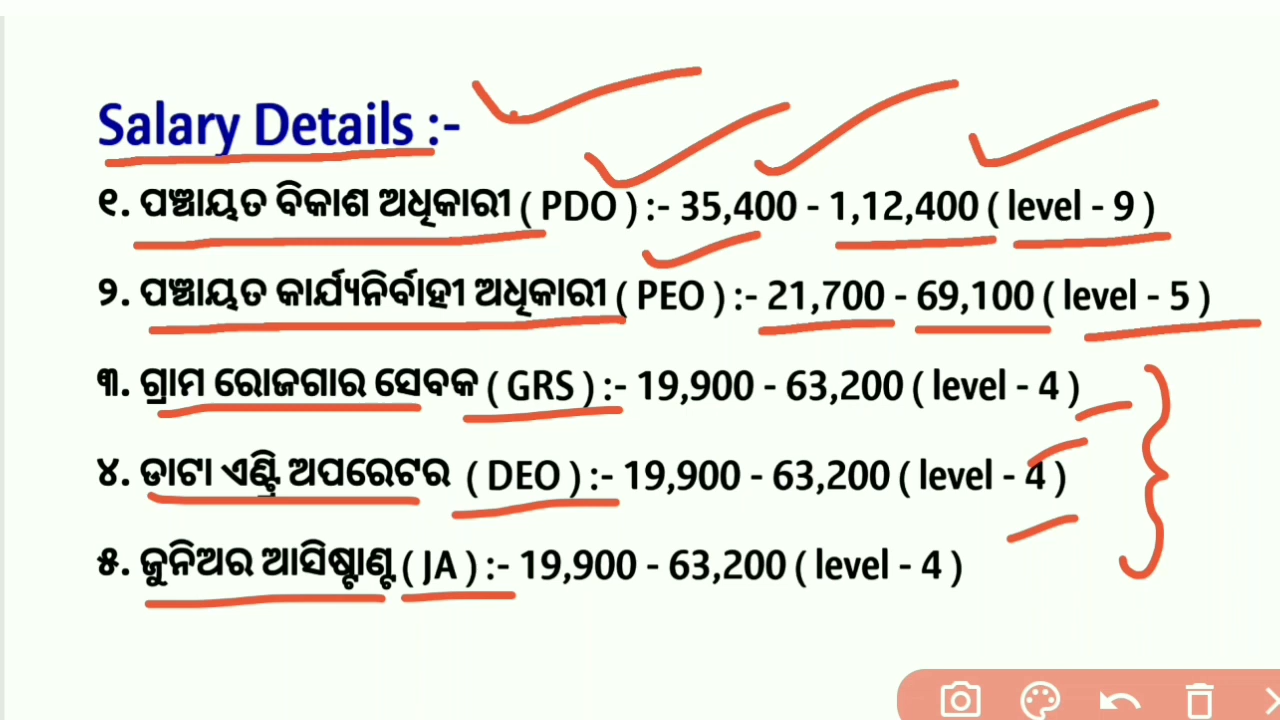 Salary Details :-
୧. ପଞ୍ଚାୟତ ବିକାଶ ଅଧିକାରୀ ( PDO ) :- 35,400 - 1,12,400 ( level - 9 )
୨. ପଞ୍ଚାୟତ କାର୍ଯ୍ୟନିର୍ବାହୀ ଅଧିକାରୀ ( PEO ) :- 21,700 - 69,100 ( level - 5 )
୩. ଗ୍ରାମ ରୋଜଗାର ସେବକ ( GRS ) :- 19,900 - 63,200 ( level - 4 )
୪. ଡାଟା ଏଣ୍ଟ୍ରି ଅପରେଟର ( DEO ) :- 19,900 - 63,200 ( level - 4 )
୫. ଜୁନିଅର ଆସିଷ୍ଟାଣ୍ଟ ( JA ) :- 19,900 - 63,200 ( level - 4 )